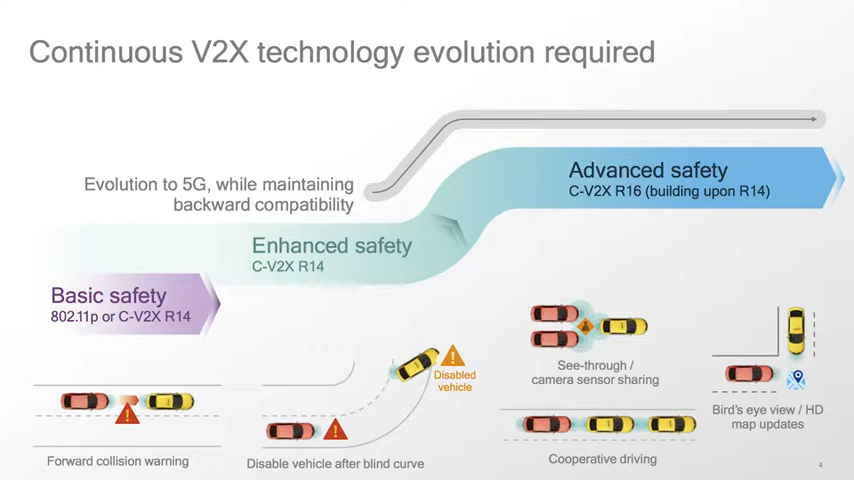 Continuous V2X technology evolution required
Evolution to 5G, while maintaining
backward compatibility
Advanced safety
C-V2X R16 (building upon R14)
Enhanced safety
C-V2X R14
Basic safety
802.11p or C-V2X R14
Disabled
vehicle
See-through /
camera sensor sharing
Bird's eye view / HD
map updates
Forward collision warning
Disable vehicle after blind curve
Cooperative driving
4